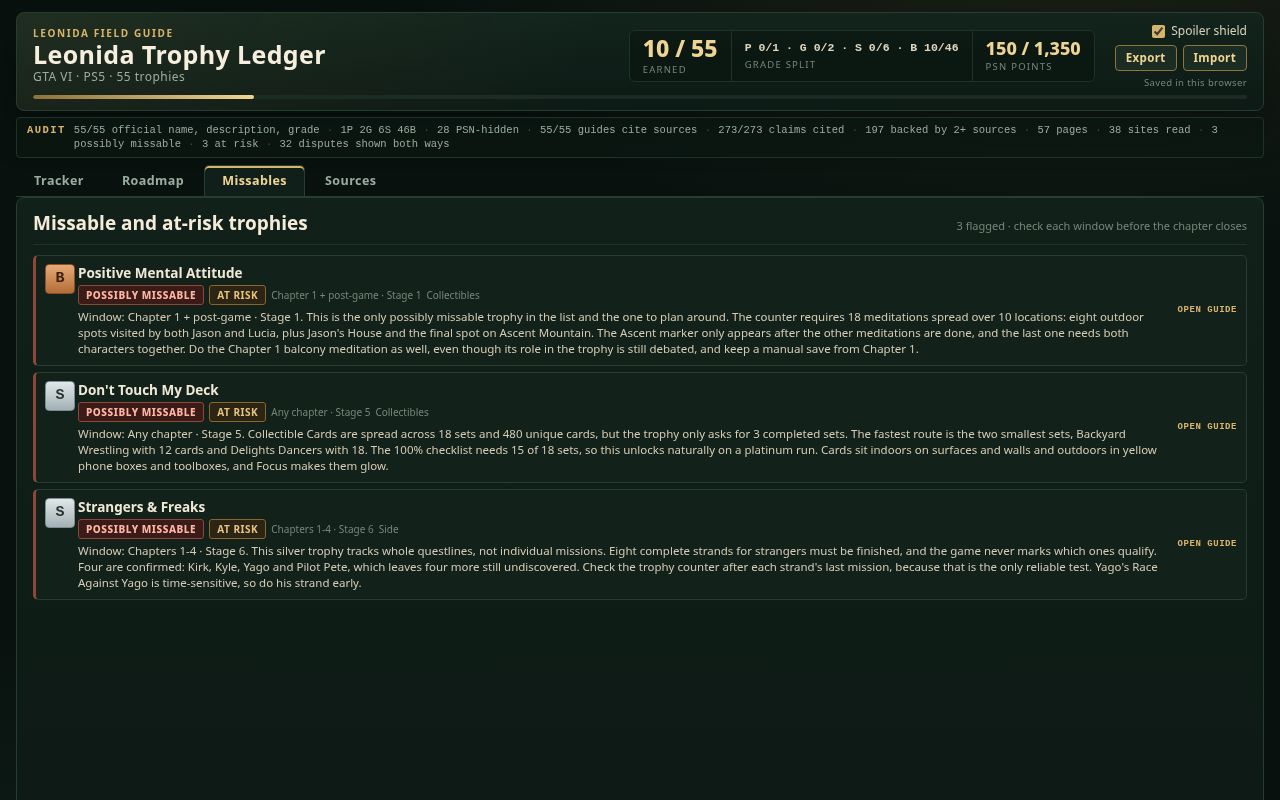 LEONIDA FIELD GUIDE
Leonida Trophy Ledger
GTA VI · PS5 · 55 trophies
10 / 55
EARNED
P 0/1 · G 0/2 · S 0/6 · B 10/46
GRADE SPLIT
150 / 1,350
PSN POINTS
Spoiler shield
Export
Import
Saved in this browser
AUDIT
55/55 official name, description, grade · 1P 2G 6S 46B · 28 PSN-hidden · 55/55 guides cite sources · 273/273 claims cited · 197 backed by 2+ sources · 57 pages · 38 sites read · 3
possibly missable · 3 at risk · 32 disputes shown both ways
Tracker
Roadmap
Missables
Sources
Missable and at-risk trophies
3 flagged · check each window before the chapter closes
B
Positive Mental Attitude
POSSIBLY MISSABLE
AT RISK
Chapter 1 + post-game · Stage 1 Collectibles
Window: Chapter 1 + post-game · Stage 1. This is the only possibly missable trophy in the list and the one to plan around. The counter requires 18 meditations spread over 10 locations: eight outdoor
spots visited by both Jason and Lucia, plus Jason's House and the final spot on Ascent Mountain. The Ascent marker only appears after the other meditations are done, and the last one needs both
characters together. Do the Chapter 1 balcony meditation as well, even though its role in the trophy is still debated, and keep a manual save from Chapter 1.
OPEN GUIDE
S
Don't Touch My Deck
POSSIBLY MISSABLE
AT RISK
Any chapter · Stage 5 Collectibles
Window: Any chapter · Stage 5. Collectible Cards are spread across 18 sets and 480 unique cards, but the trophy only asks for 3 completed sets. The fastest route is the two smallest sets, Backyard
Wrestling with 12 cards and Delights Dancers with 18. The 100% checklist needs 15 of 18 sets, so this unlocks naturally on a platinum run. Cards sit indoors on surfaces and walls and outdoors in yellow
phone boxes and toolboxes, and Focus makes them glow.
OPEN GUIDE
S
Strangers & Freaks
POSSIBLY MISSABLE
AT RISK
Chapters 1-4 · Stage 6 Side
Window: Chapters 1-4 · Stage 6. This silver trophy tracks whole questlines, not individual missions. Eight complete strands for strangers must be finished, and the game never marks which ones qualify.
Four are confirmed: Kirk, Kyle, Yago and Pilot Pete, which leaves four more still undiscovered. Check the trophy counter after each strand's last mission, because that is the only reliable test. Yago's Race
Against Yago is time-sensitive, so do his strand early.
OPEN GUIDE